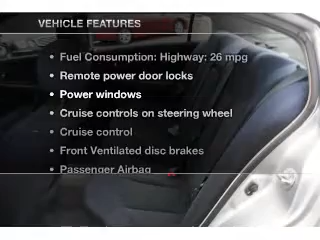 VEHICLE FEATURES
• Fuel Consumption: Highway: 26 mpg
• Remote power door locks
• Power windows
• Cruise controls on steering wheel
• Cruise control
• Front Ventilated disc brakes
• Passenger Airbag